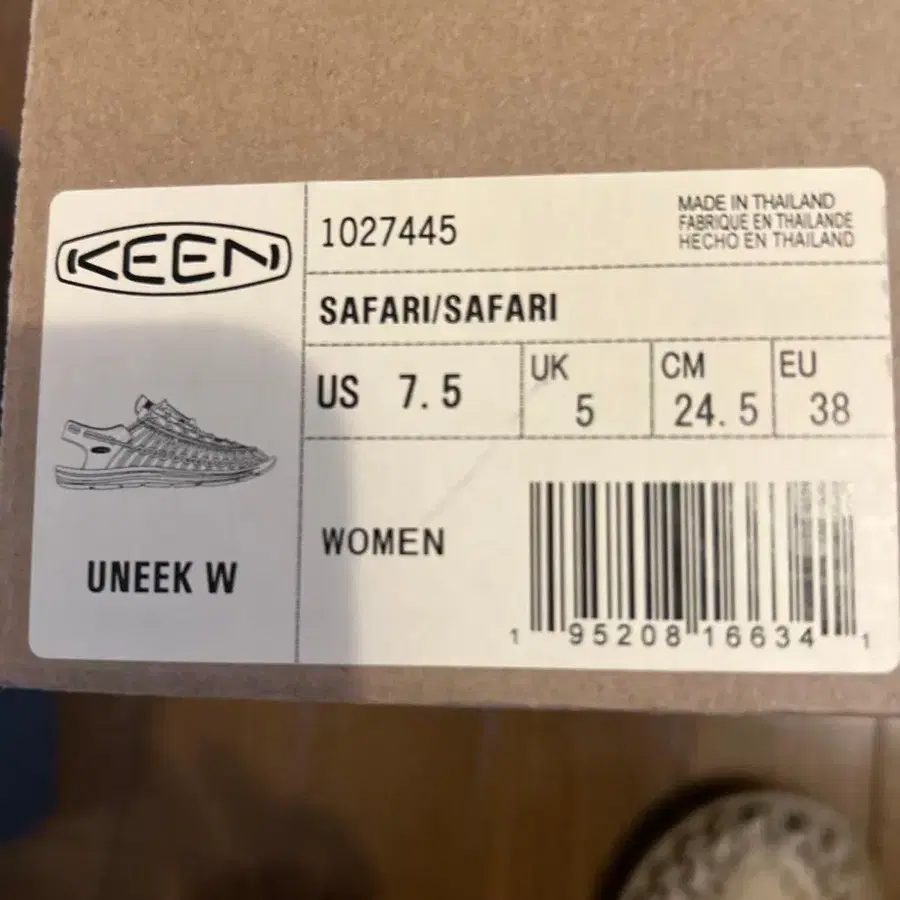 KEEN
1027445
MADE IN THAILAND
FABRIQUE EN THAILANDE
HECHO EN THAILAND
SAFARI/SAFARI
US 7.5
UK 5
CM 24.5
EU 38
UNEEK W
WOMEN
1 95208 16634 1